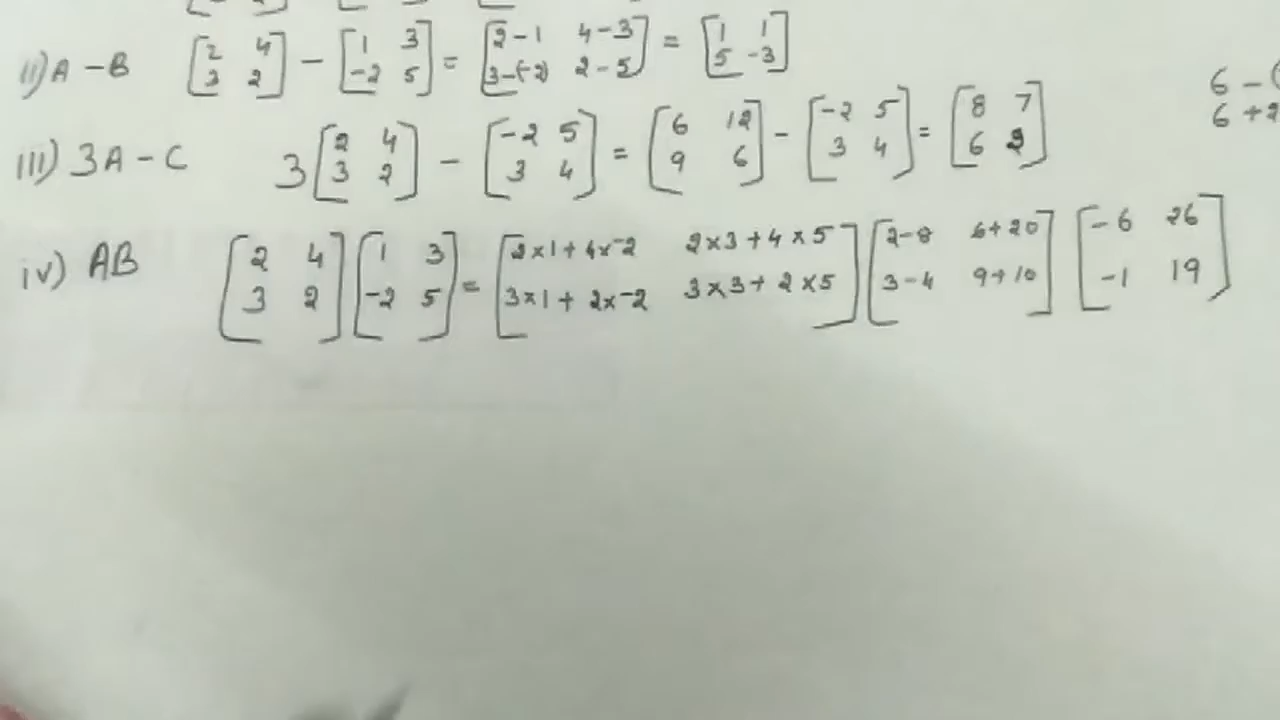 ii) A - B [2 4 3 2] - [1 3 -2 5] = [2-1 4-3 3-(-2) 2-5] = [1 1 5 -3]
6 -
6 + 2
iii) 3A - C 3[2 4 3 2] - [-2 5 3 4] = [6 12 9 6] - [-2 5 3 4] = [8 7 6 2]
iv) AB [2 4 3 2] [1 3 -2 5] = [2×1+4×-2 2×3+4×5 3×1+2×-2 3×3+2×5] [2-8 6+20 3-4 9+10] [-6 26 -1 19]